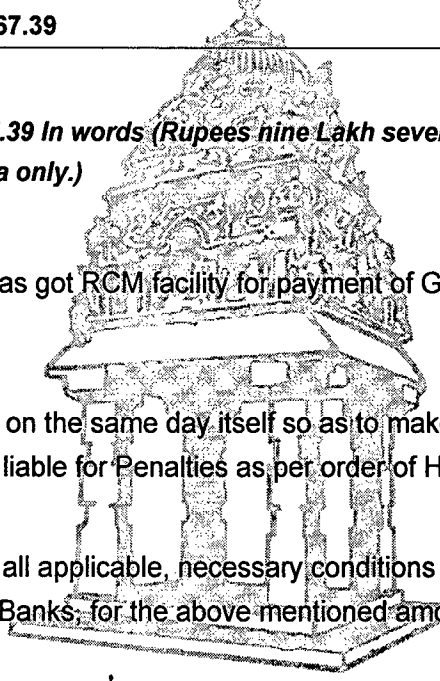 67.39
.39 In words (Rupees nine Lakh seven
a only.)
as got RCM facility for payment of G
on the same day itself so as to make
liable for Penalties as per order of H
all applicable, necessary conditions
Banks; for the above mentioned amo